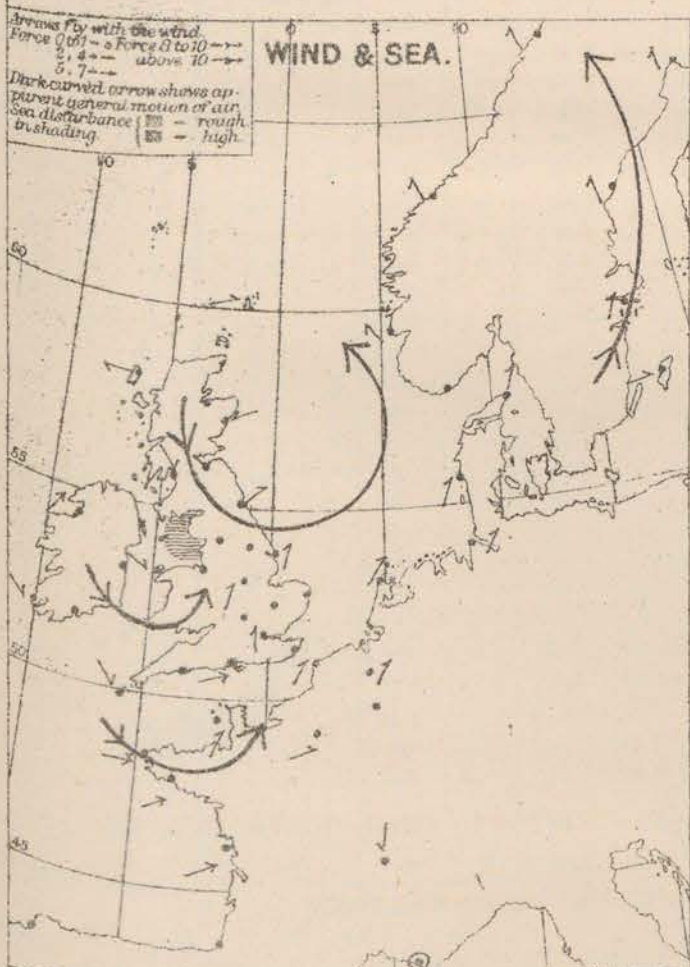 Arrows fly with the wind.
Force 0 to 1 - Force 8 to 10
2, 4 - above 10
5, 7 -
Dark curved arrow shows ap-
parent general motion of air.
Sea disturbance - rough
in shading. - high.
WIND & SEA.
0 10
10 5
60
55
50
45